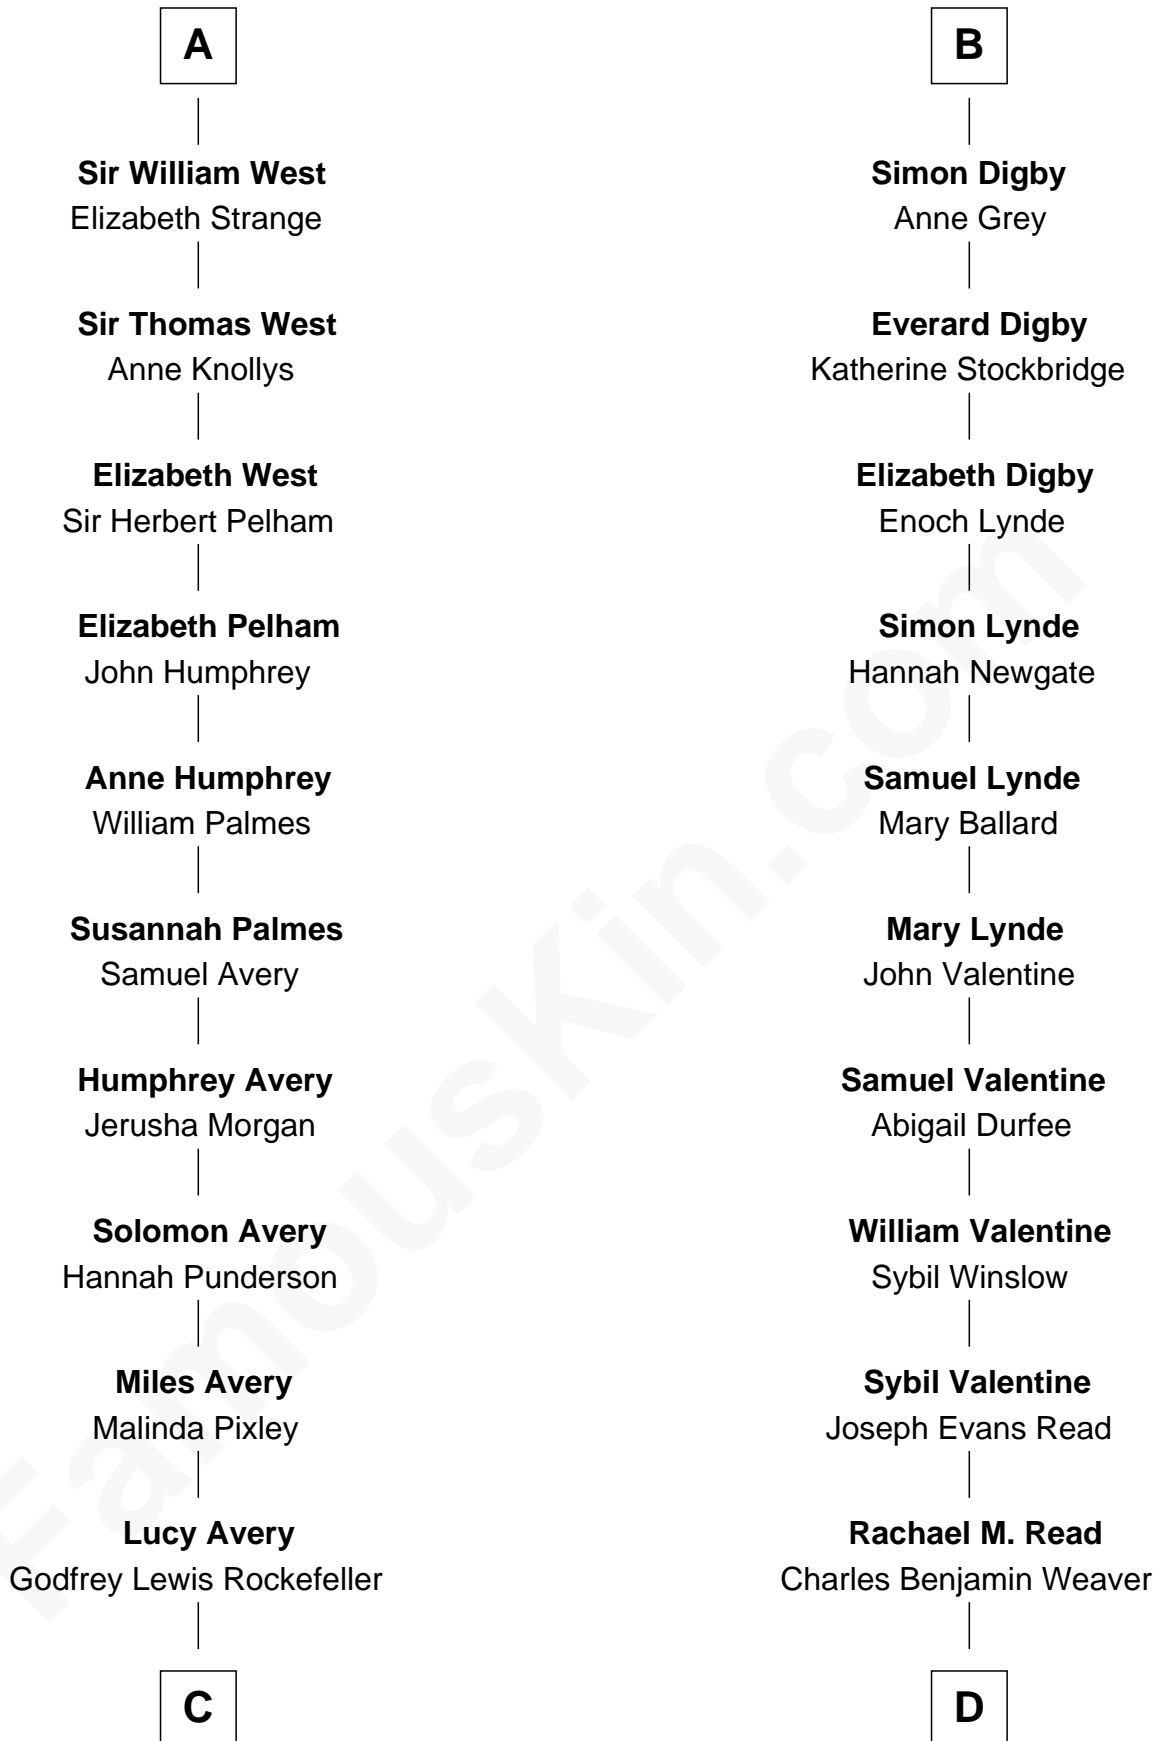 A
Sir William West
Elizabeth Strange
Sir Thomas West
Anne Knollys
Elizabeth West
Sir Herbert Pelham
Elizabeth Pelham
John Humphrey
Anne Humphrey
William Palmes
Susannah Palmes
Samuel Avery
Humphrey Avery
Jerusha Morgan
Solomon Avery
Hannah Punderson
Miles Avery
Malinda Pixley
Lucy Avery
Godfrey Lewis Rockefeller
C
B
Simon Digby
Anne Grey
Everard Digby
Katherine Stockbridge
Elizabeth Digby
Enoch Lynde
Simon Lynde
Hannah Newgate
Samuel Lynde
Mary Ballard
Mary Lynde
John Valentine
Samuel Valentine
Abigail Durfee
William Valentine
Sybil Winslow
Sybil Valentine
Joseph Evans Read
Rachael M. Read
Charles Benjamin Weaver
D
FamousKin.com